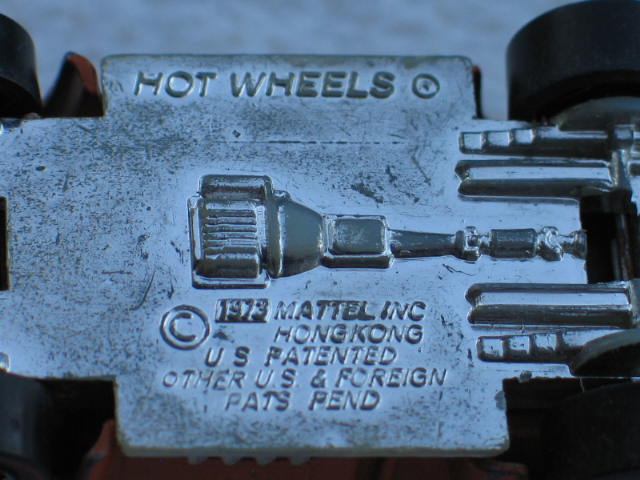 HOT WHEELS ©
© 1973 MATTEL INC
HONG KONG
U S PATENTED
OTHER U.S. & FOREIGN
PATS PEND